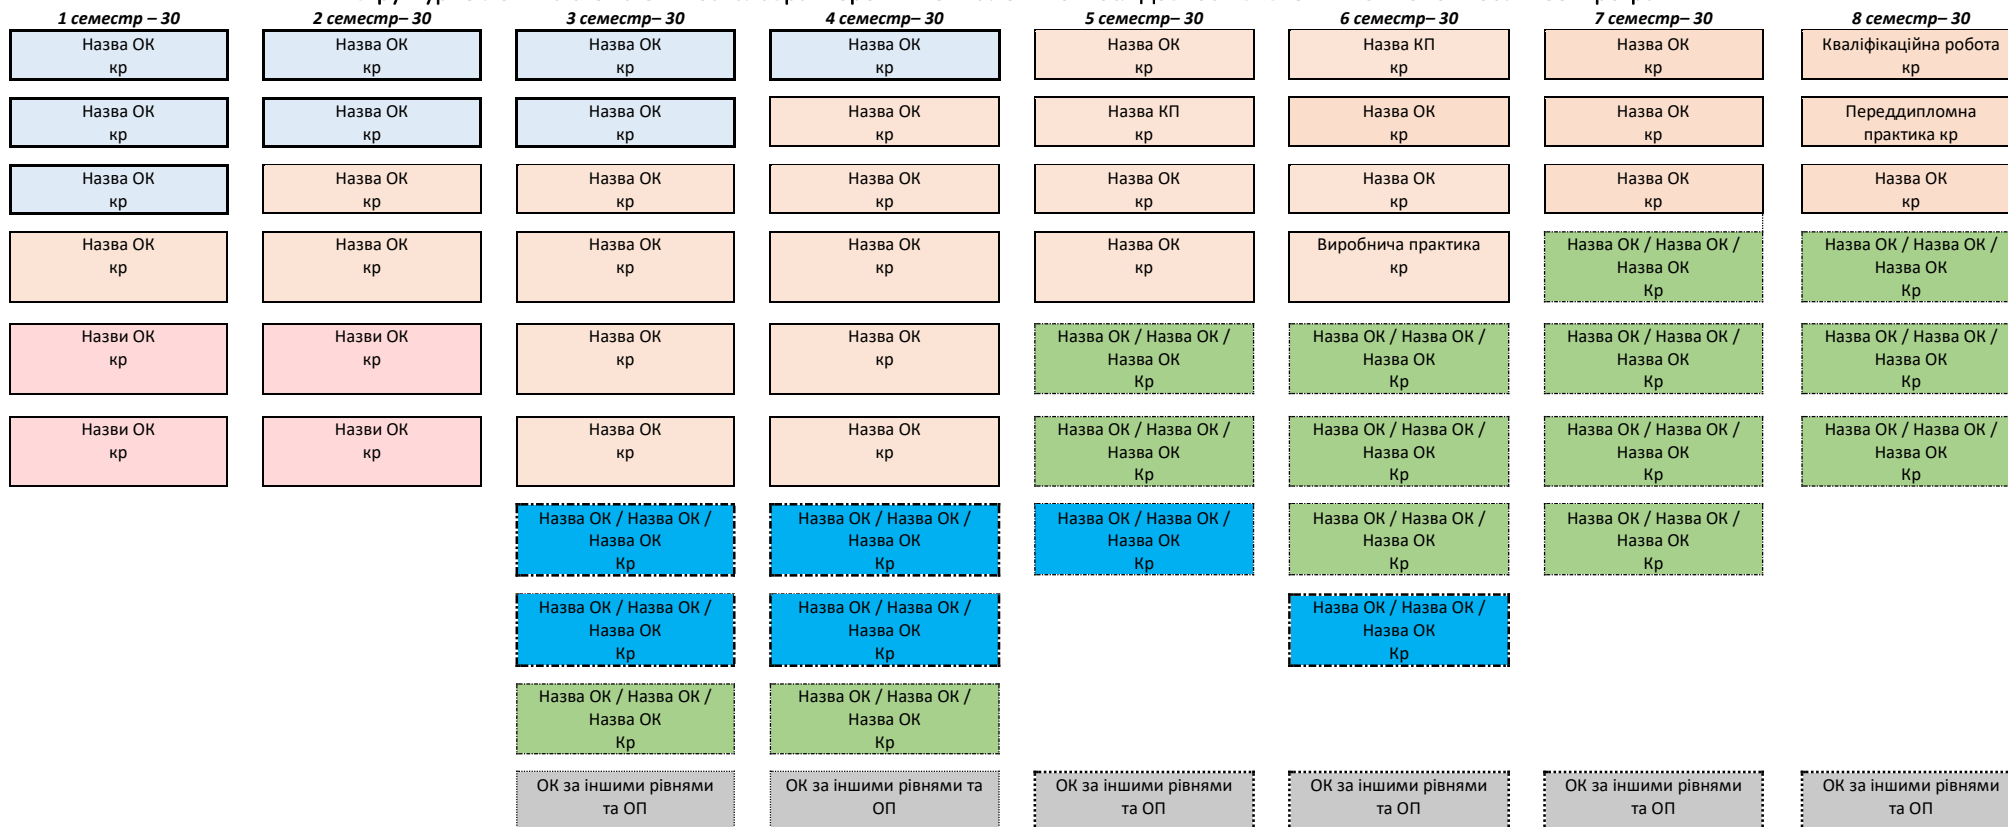 1 семестр – 30 2 семестр– 30 3 семестр– 30 4 семестр– 30 5 семестр– 30 6 семестр– 30 7 семестр– 30 8 семестр– 30
Назва ОК Назва ОК Назва ОК Назва ОК Назва ОК Назва КП Назва ОК Кваліфікаційна робота
кр кр кр кр кр кр кр кр
Назва ОК Назва ОК Назва ОК Назва ОК Назва КП Назва ОК Назва ОК Переддипломна
кр кр кр кр кр кр кр практика кр
Назва ОК Назва ОК Назва ОК Назва ОК Назва ОК Назва ОК Назва ОК Назва ОК
кр кр кр кр кр кр кр кр
Назва ОК Назва ОК Назва ОК Назва ОК Назва ОК Виробнича практика Назва ОК / Назва ОК / Назва ОК / Назва ОК /
кр кр кр кр кр кр Назва ОК Назва ОК
Кр Кр
Назви ОК Назви ОК Назва ОК Назва ОК Назва ОК / Назва ОК / Назва ОК / Назва ОК / Назва ОК / Назва ОК / Назва ОК / Назва ОК /
кр кр кр кр Назва ОК Назва ОК Назва ОК Назва ОК
Кр Кр Кр Кр
Назви ОК Назви ОК Назва ОК Назва ОК Назва ОК / Назва ОК / Назва ОК / Назва ОК / Назва ОК / Назва ОК / Назва ОК / Назва ОК /
кр кр кр кр Назва ОК Назва ОК Назва ОК Назва ОК
Кр Кр Кр Кр
Назва ОК / Назва ОК / Назва ОК / Назва ОК / Назва ОК / Назва ОК / Назва ОК / Назва ОК / Назва ОК / Назва ОК /
Назва ОК Назва ОК Назва ОК Назва ОК Назва ОК
Кр Кр Кр Кр Кр
Назва ОК / Назва ОК / Назва ОК / Назва ОК / Назва ОК / Назва ОК /
Назва ОК Назва ОК Назва ОК
Кр Кр Кр
Назва ОК / Назва ОК / Назва ОК / Назва ОК /
Назва ОК Назва ОК
Кр Кр
ОК за іншими рівнями ОК за іншими рівнями та ОК за іншими рівнями ОК за іншими рівнями ОК за іншими рівнями ОК за іншими рівнями
та ОП ОП та ОП та ОП та ОП та ОП